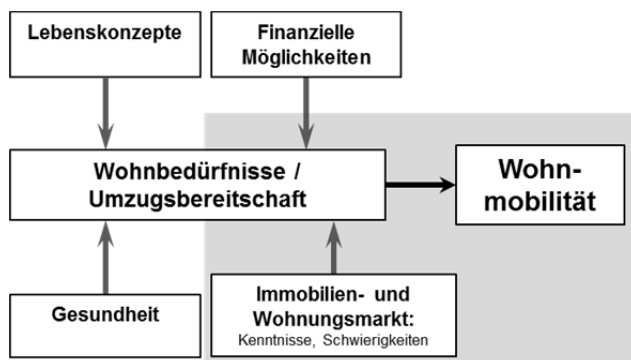 Lebenskonzepte
Finanzielle
Möglichkeiten
Wohnbedürfnisse /
Umzugsbereitschaft
Wohn-
mobilität
Gesundheit
Immobilien- und
Wohnungsmarkt:
Kenntnisse, Schwierigkeiten